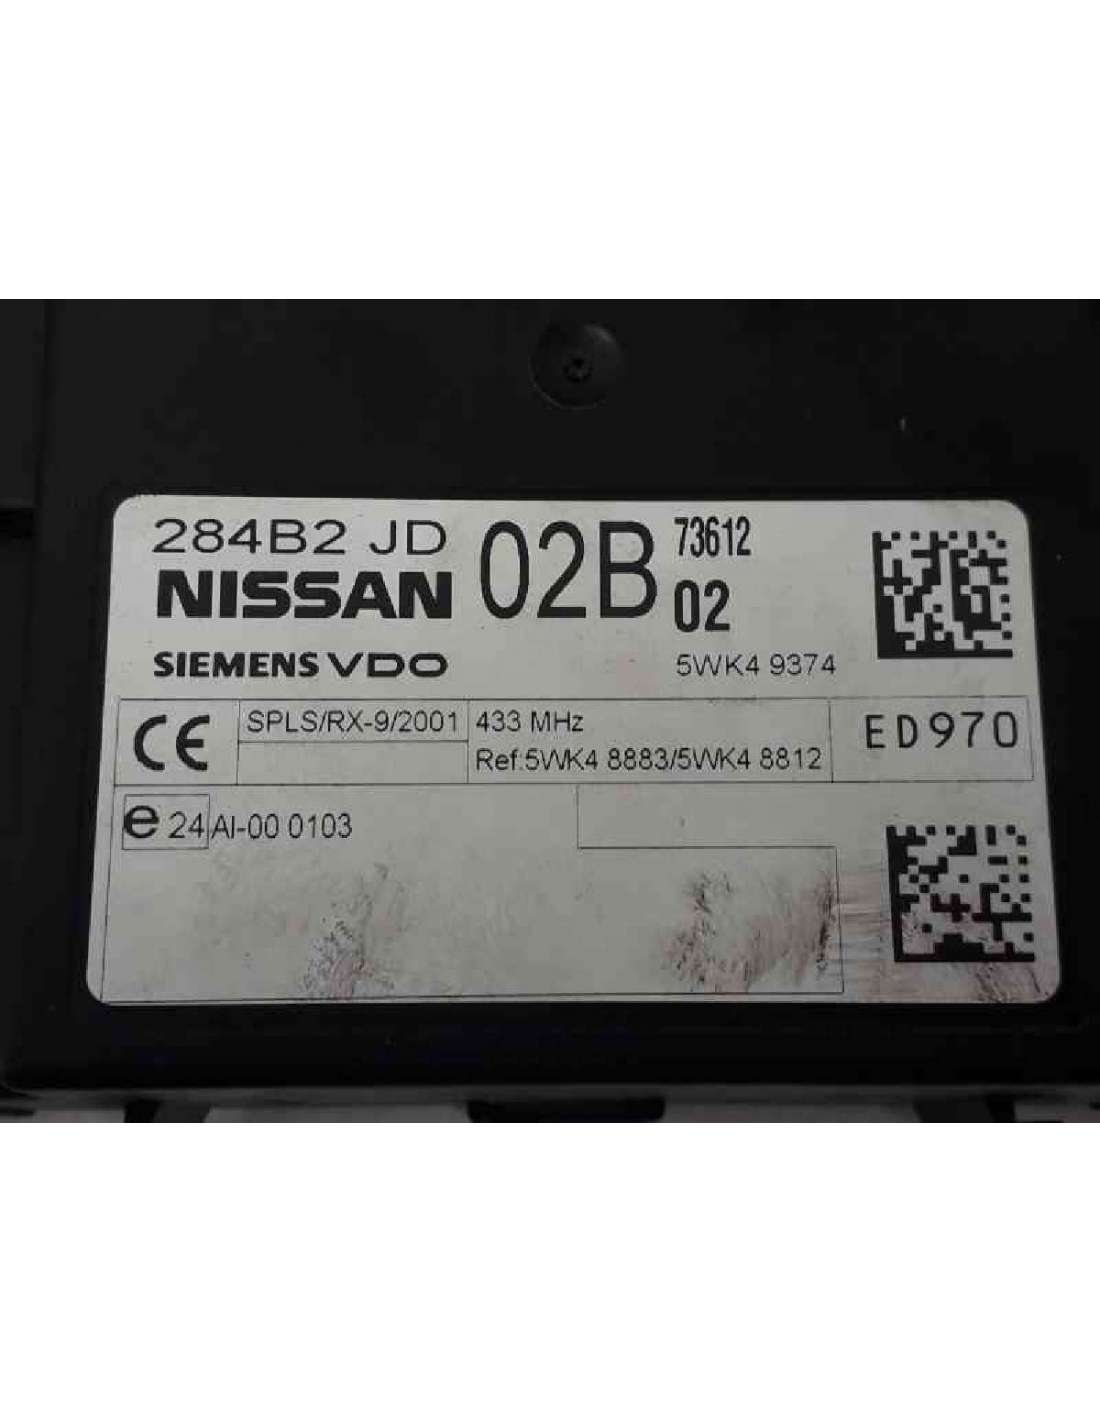 284B2 JD 02B 73612
NISSAN 02
SIEMENS VDO 5WK4 9374
CE SPLS/RX-9/2001 433 MHz ED970
Ref:5WK4 8883/5WK4 8812
e 24 AI-00 0103